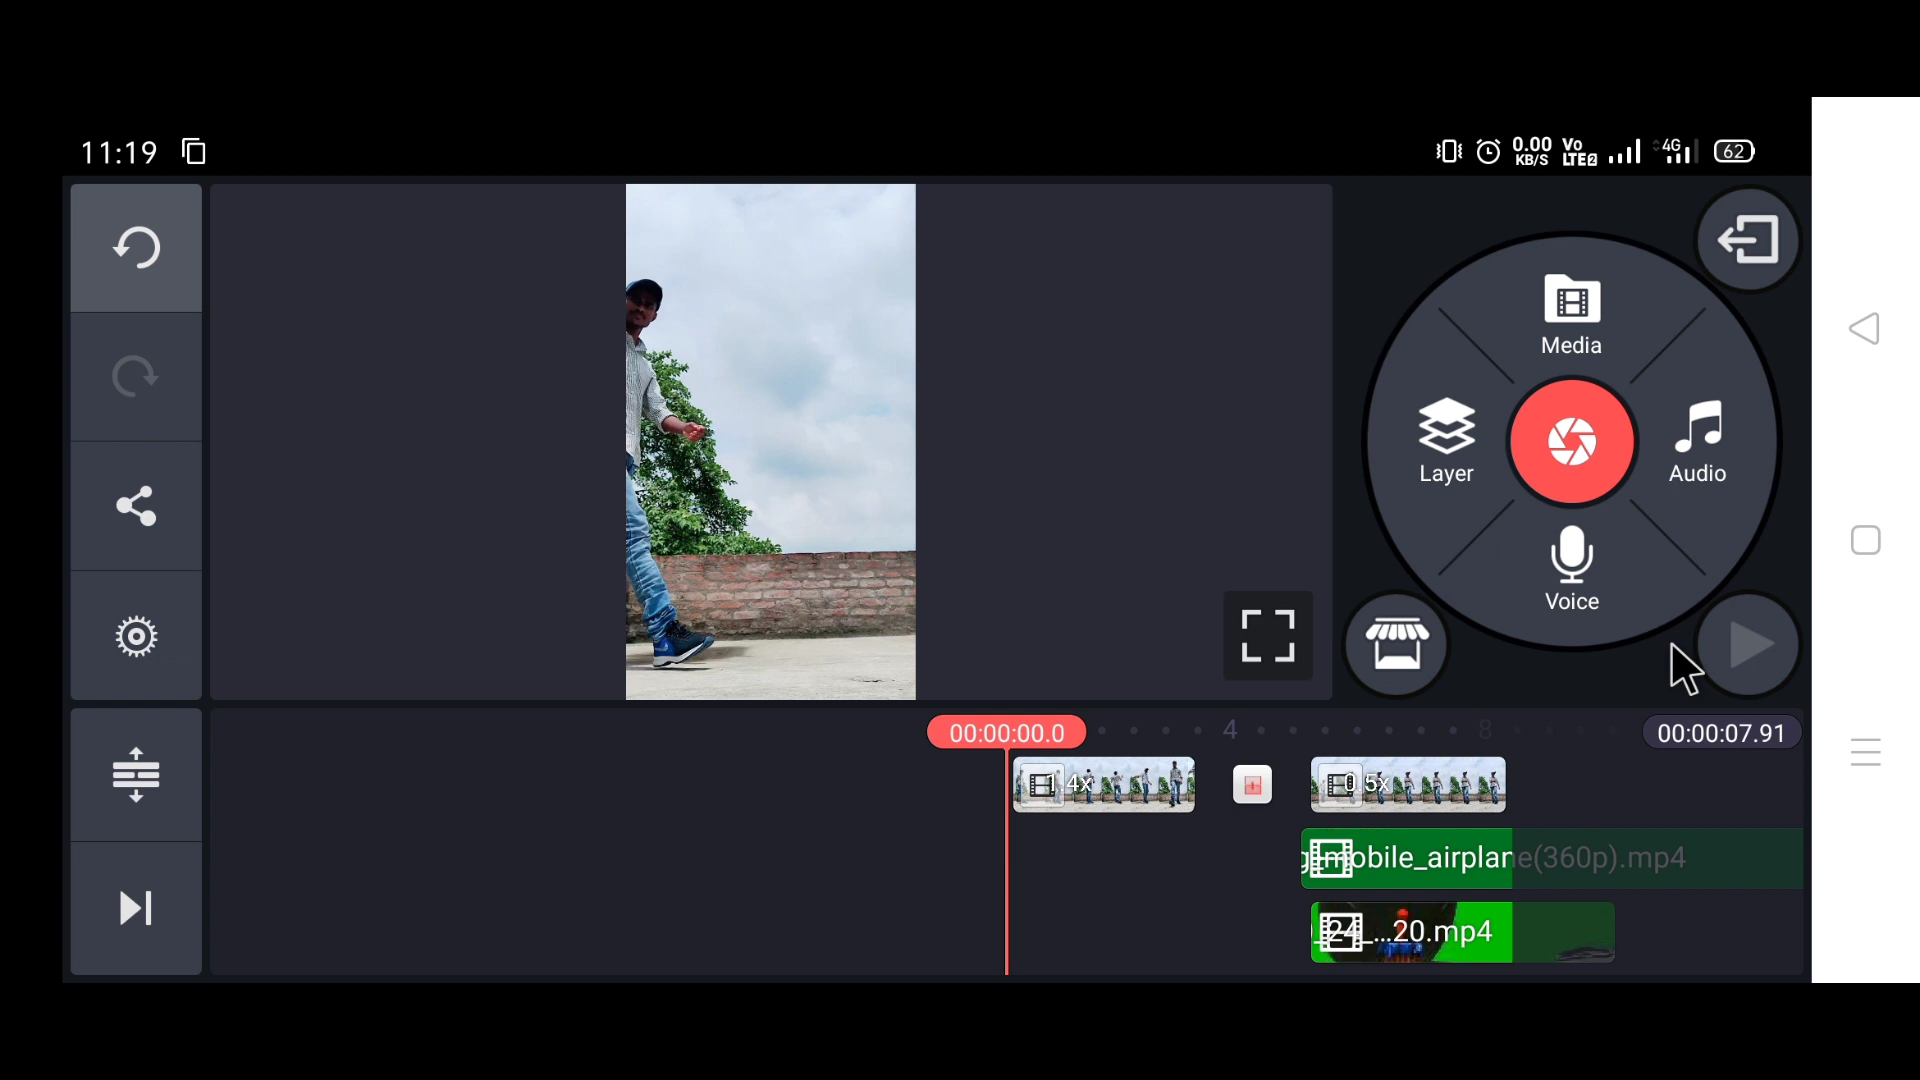 11:19
0.00 KB/S
Vo LTE2
4G
62
Media
Layer
Audio
Voice
00:00:00.0
4
8
00:00:07.91
1.4x
0.5x
mobile_airplane(360p).mp4
_24_...20.mp4